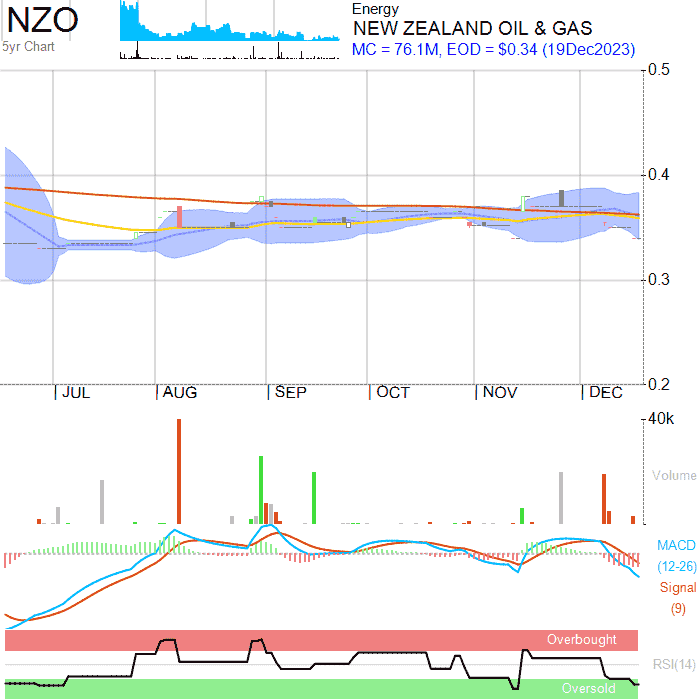 NZO
5yr Chart
Energy
NEW ZEALAND OIL & GAS
MC = 76.1M, EOD = $0.34 (19Dec2023)
0.5
0.4
0.3
0.2
JUL AUG SEP OCT NOV DEC
40k
Volume
MACD
(12-26)
Signal
(9)
Overbought
RSI(14)
Oversold